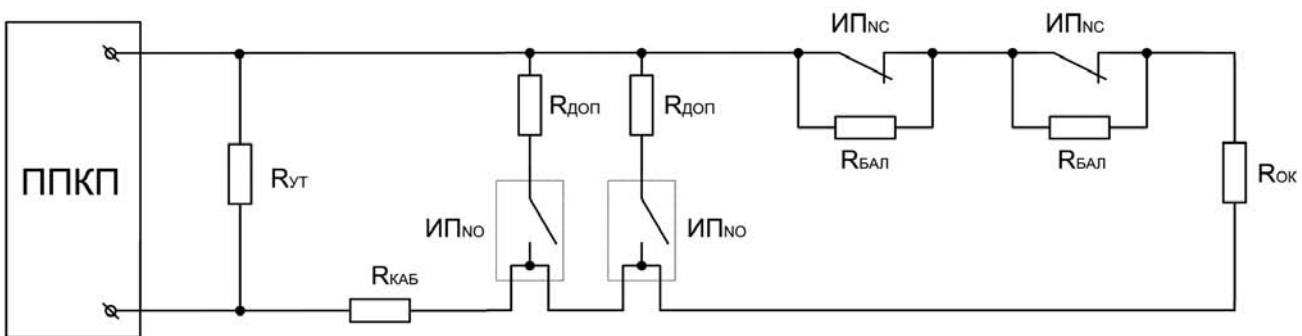 ИПNC
ИПNC
RДОП
RДОП
ППКП
RУТ
RБАЛ
RБАЛ
RОК
ИПNO
ИПNO
RКАБ